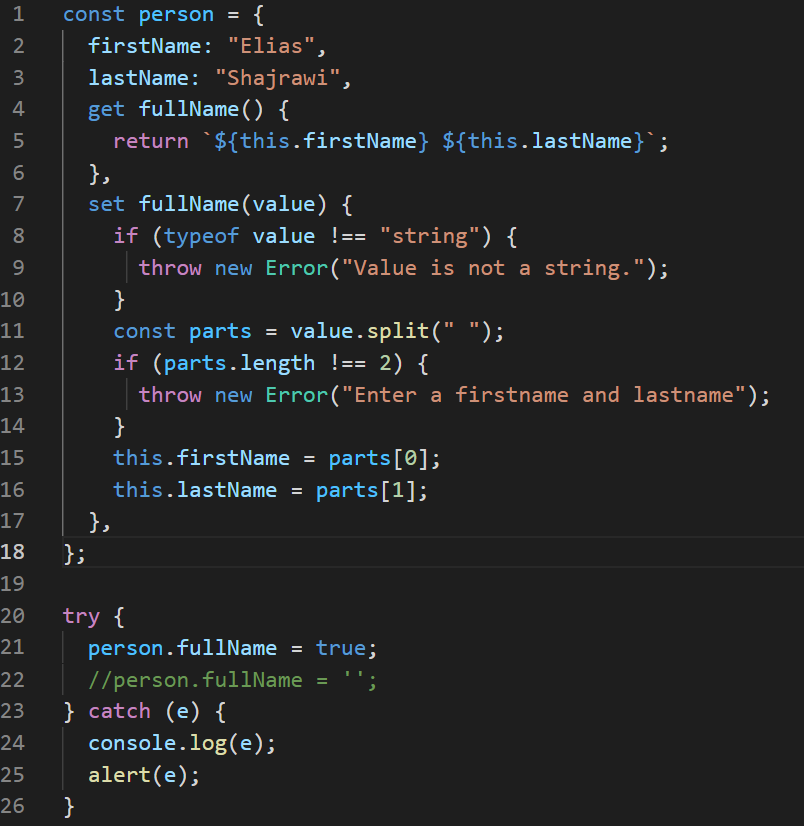 1 const person = {
2   firstName: "Elias",
3   lastName: "Shajrawi",
4   get fullName() {
5     return `${this.firstName} ${this.lastName}`;
6   },
7   set fullName(value) {
8     if (typeof value !== "string") {
9       throw new Error("Value is not a string.");
10     }
11     const parts = value.split(" ");
12     if (parts.length !== 2) {
13       throw new Error("Enter a firstname and lastname");
14     }
15     this.firstName = parts[0];
16     this.lastName = parts[1];
17   },
18 };
19
20 try {
21   person.fullName = true;
22   //person.fullName = '';
23 } catch (e) {
24   console.log(e);
25   alert(e);
26 }